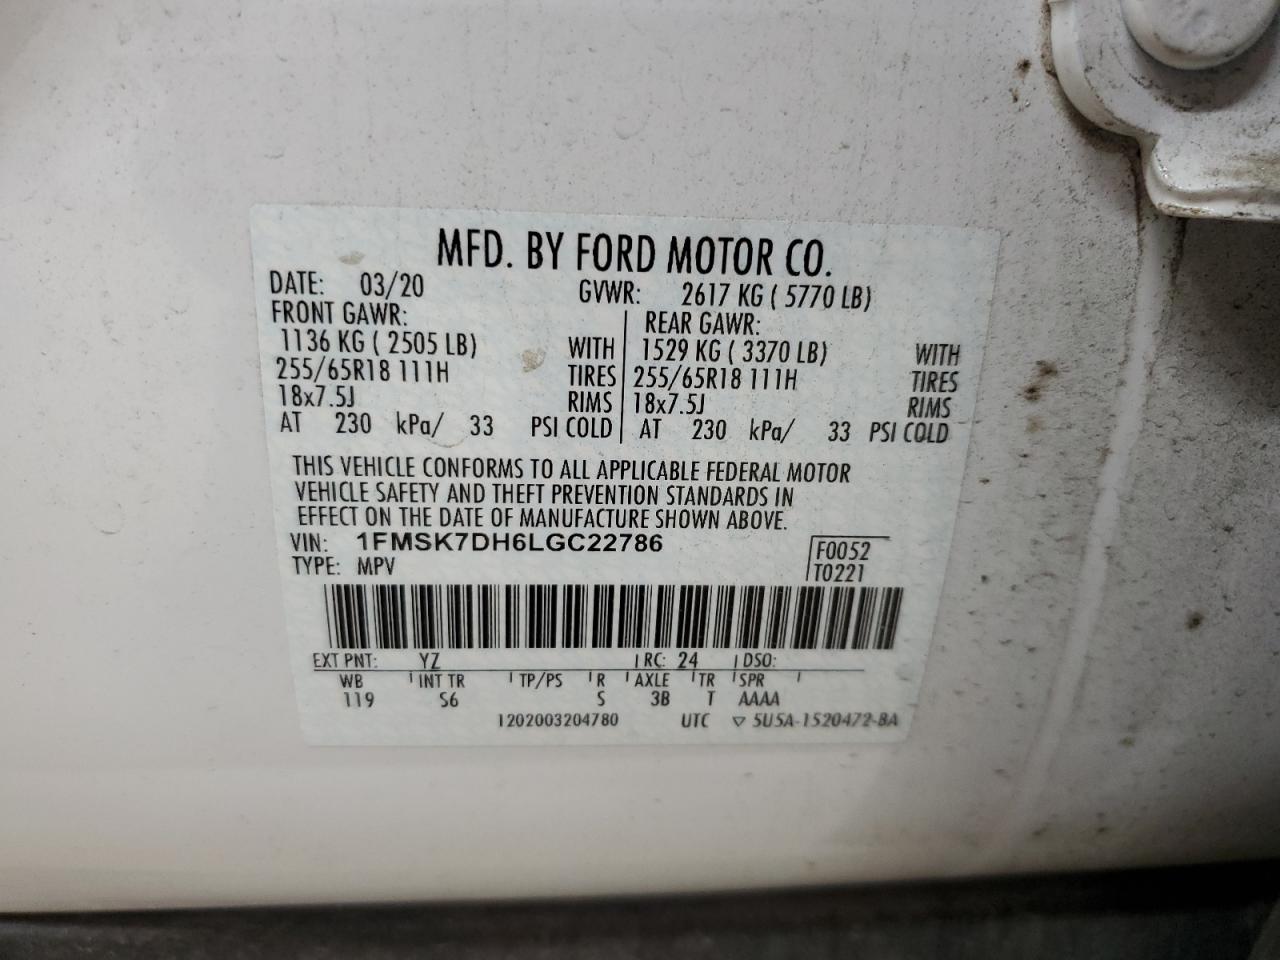 MFD. BY FORD MOTOR CO.
DATE: 03/20 GVWR: 2617 KG ( 5770 LB)
FRONT GAWR: REAR GAWR:
1136 KG ( 2505 LB) WITH 1529 KG ( 3370 LB) WITH
255/65R18 111H TIRES 255/65R18 111H TIRES
18x7.5J RIMS 18x7.5J RIMS
AT 230 kPa/ 33 PSI COLD AT 230 kPa/ 33 PSI COLD
THIS VEHICLE CONFORMS TO ALL APPLICABLE FEDERAL MOTOR
VEHICLE SAFETY AND THEFT PREVENTION STANDARDS IN
EFFECT ON THE DATE OF MANUFACTURE SHOWN ABOVE.
VIN: 1FMSK7DH6LGC22786 F0052
TYPE: MPV T0221
EXT PNT: YZ RC: 24 DSO:
WB INT TR TP/PS R AXLE TR SPR
119 S6 S 3B T AAAA
1202003204780 UTC ▽ 5U5A-1520472-BA